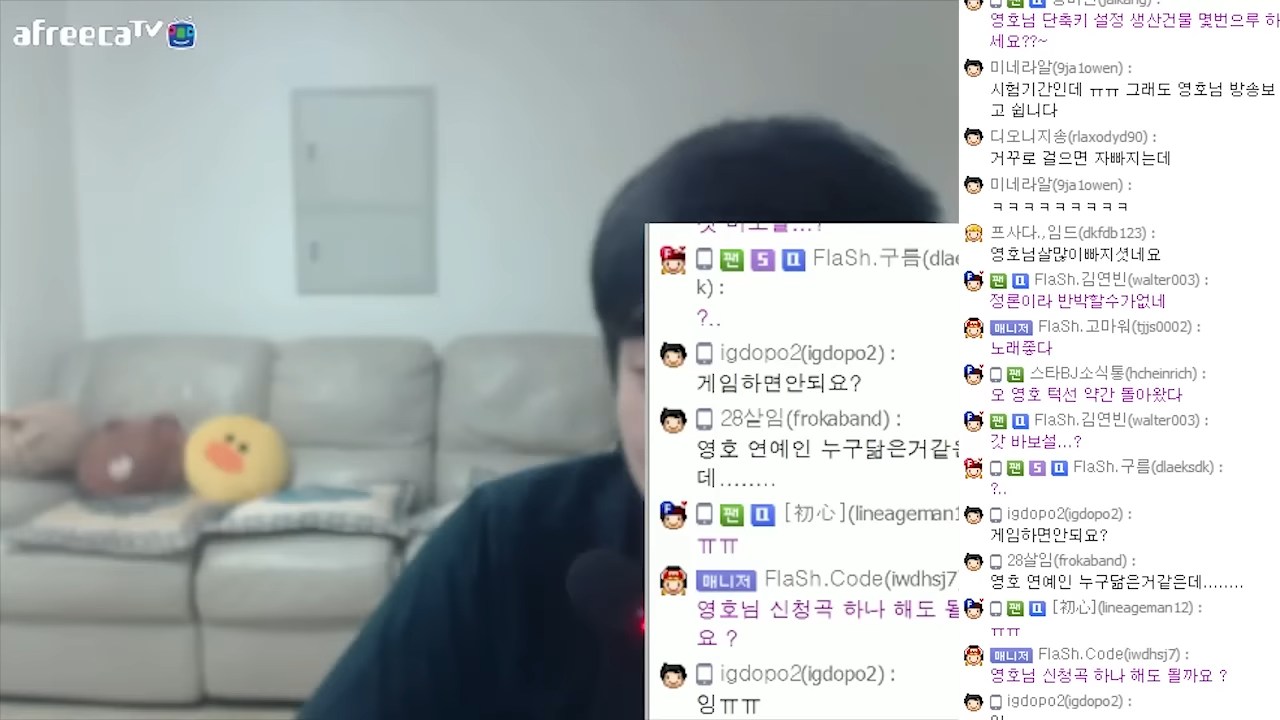 afreecaTV
갓 바보설...?
팬 S FlaSh.구름(dlae
k) :
?..
igdopo2(igdopo2) :
게임하면안되요?
28살임(frokaband) :
영호 연예인 누구닮은거같은
데........
팬 [初心](lineageman1
ㅠㅠ
매니저 FlaSh.Code(iwdhsj7
영호님 신청곡 하나 해도 될
요 ?
igdopo2(igdopo2) :
잉ㅠㅠ
영호님 단축키 설정 생산건물 몇번으루 하
세요??~
미네라알(9ja1owen) :
시험기간인데 ㅠㅠ 그래도 영호님 방송보
고 쉽니다
디오니지송(rlaxodyd90) :
거꾸로 걸으면 자빠지는데
미네라알(9ja1owen) :
ㅋㅋㅋㅋㅋㅋㅋㅋㅋ
프사다.,임드(dkfdb123) :
영호님살많이빠지셧네요
팬 FlaSh.김연빈(walter003) :
정론이라 반박할수가없네
매니저 FlaSh.고마워(tjjs0002) :
노래좋다
팬 스타BJ소식통(hcheinrich) :
오 영호 턱선 약간 돌아왔다
팬 FlaSh.김연빈(walter003) :
갓 바보설...?
팬 S FlaSh.구름(dlaeksdk) :
?..
igdopo2(igdopo2) :
게임하면안되요?
28살임(frokaband) :
영호 연예인 누구닮은거같은데........
팬 [初心](lineageman12) :
ㅠㅠ
매니저 FlaSh.Code(iwdhsj7) :
영호님 신청곡 하나 해도 될까요 ?
igdopo2(igdopo2) :